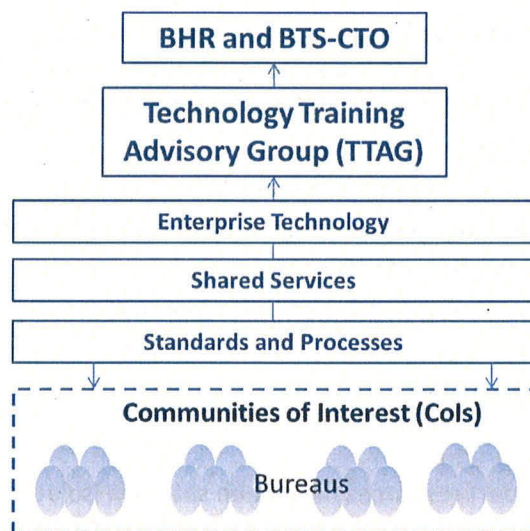 BHR and BTS-CTO
Technology Training
Advisory Group (TTAG)
Enterprise Technology
Shared Services
Standards and Processes
Communities of Interest (CoIs)
Bureaus